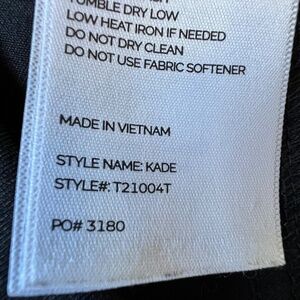 TUMBLE DRY LOW
LOW HEAT IRON IF NEEDED
DO NOT DRY CLEAN
DO NOT USE FABRIC SOFTENER
MADE IN VIETNAM
STYLE NAME: KADE
STYLE#: T21004T
PO# 3180